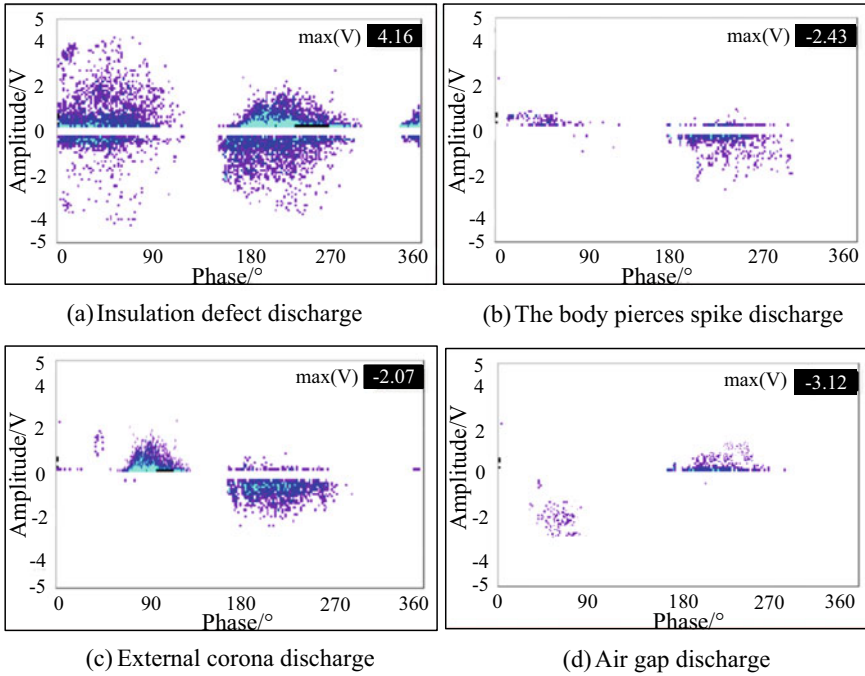 5
4
2
0
-2
-4
-5
Amplitude/V
max(V) 4.16
0 90 180 270 360
Phase/°
(a) Insulation defect discharge
5
4
2
0
-2
-4
-5
Amplitude/V
max(V) -2.43
0 90 180 270 360
Phase/°
(b) The body pierces spike discharge
5
4
2
0
-2
-4
-5
Amplitude/V
max(V) -2.07
0 90 180 270 360
Phase/°
(c) External corona discharge
5
4
2
0
-2
-4
-5
Amplitude/V
max(V) -3.12
0 90 180 270 360
Phase/°
(d) Air gap discharge